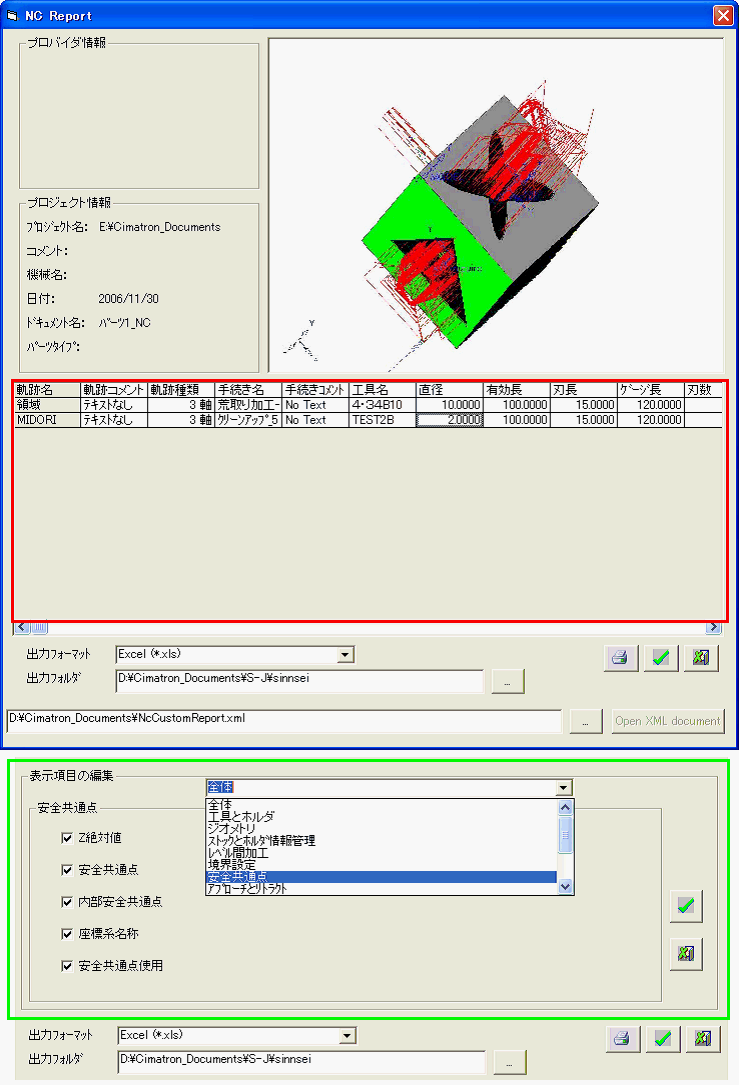 NC Report
プロバイダ情報
プロジェクト情報
ﾌﾟﾛｼﾞｪｸﾄ名: E:¥Cimatron_Documents
コメント:
機械名:
日付: 2006/11/30
ﾄﾞｷｭﾒﾝﾄ名: ﾊﾟｰﾂ1_NC
ﾊﾟｰﾂﾀｲﾌﾟ:
Y
軌跡名 軌跡コメント 軌跡種類 手続き名 手続きｺﾒﾝﾄ 工具名 直径 有効長 刃長 ｹﾞｰｼﾞ長 刃数
領域 テキストなし 3 軸 荒取り加工- No Text 4・34B10 10.0000 100.0000 15.0000 120.0000
MIDORI テキストなし 3 軸 ｸﾘｰﾝｱｯﾌﾟ_5 No Text TEST2B 2.0000 100.0000 15.0000 120.0000
出力ﾌｫｰﾏｯﾄ Excel (*.xls)
出力ﾌｫﾙﾀﾞ D:¥Cimatron_Documents¥S-J¥sinnsei ...
D:¥Cimatron_Documents¥NcCustomReport.xml ... Open XML document
表示項目の編集
全体
全体
工具とホルダ
ジオメトリ
ｽﾄｯｸとﾎﾙﾀﾞ情報管理
ﾚﾍﾞﾙ間加工
境界設定
安全共通点
ｱﾌﾟﾛｰﾁとﾘﾄﾗｸﾄ
安全共通点
Z絶対値
安全共通点
内部安全共通点
座標系名称
安全共通点使用
出力ﾌｫｰﾏｯﾄ Excel (*.xls)
出力ﾌｫﾙﾀﾞ D:¥Cimatron_Documents¥S-J¥sinnsei ...